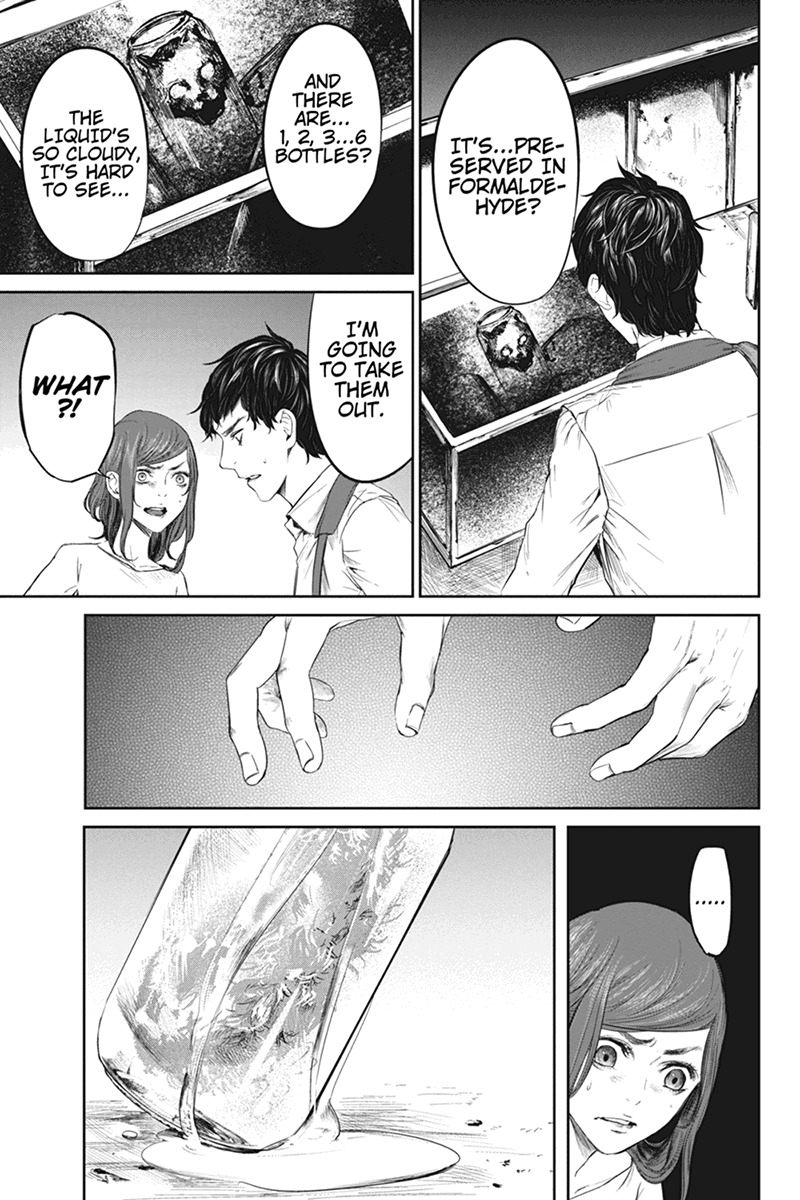 IT'S...PRE-
SERVED IN
FORMALDE-
HYDE?
AND
THERE
ARE...
1, 2, 3...6
BOTTLES?
THE
LIQUID'S
SO CLOUDY,
IT'S HARD
TO SEE...
I'M
GOING
TO TAKE
THEM
OUT.
WHAT
?!
.....